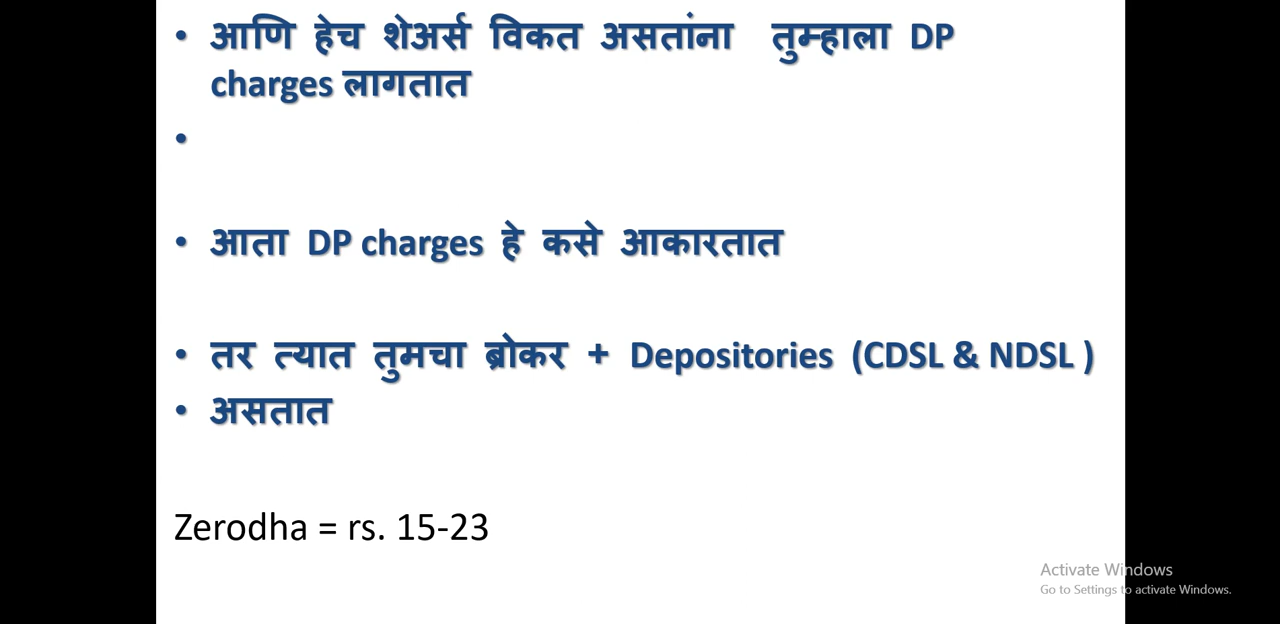 • आणि हेच शेअर्स विकत असतांना तुम्हाला DP
charges लागतात
•
• आता DP charges हे कसे आकारतात
• तर त्यात तुमचा ब्रोकर + Depositories (CDSL & NDSL )
• असतात
Zerodha = rs. 15-23
Activate Windows
Go to Settings to activate Windows.